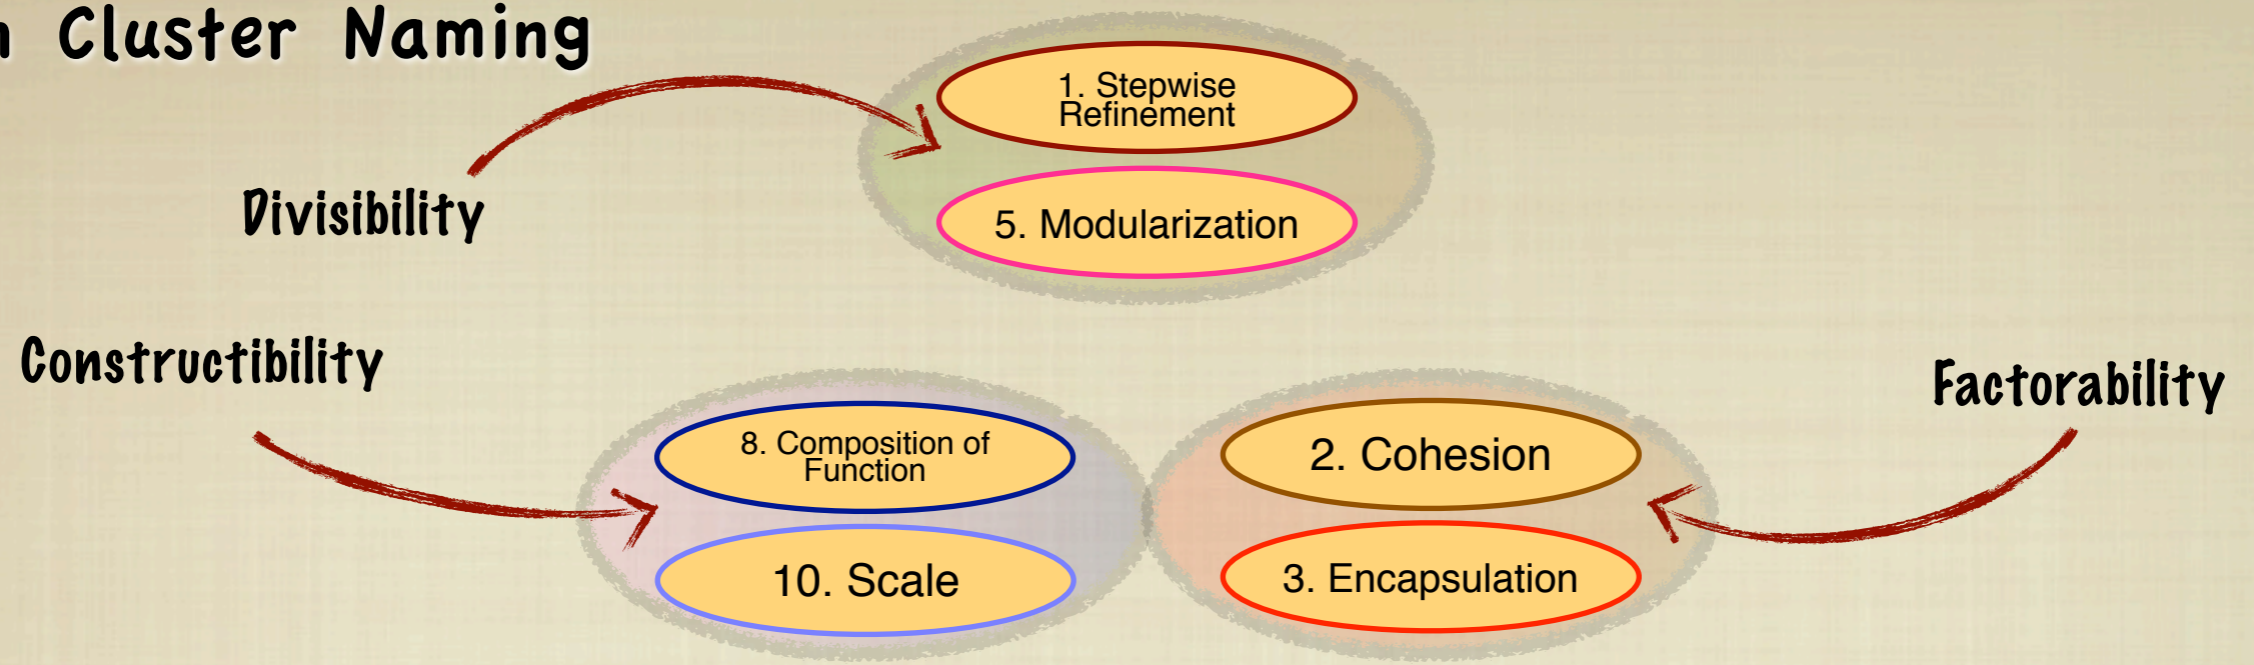 Cluster Naming
1. Stepwise
Refinement
Divisibility
5. Modularization
Constructibility
Factorability
8. Composition of
Function
2. Cohesion
10. Scale
3. Encapsulation